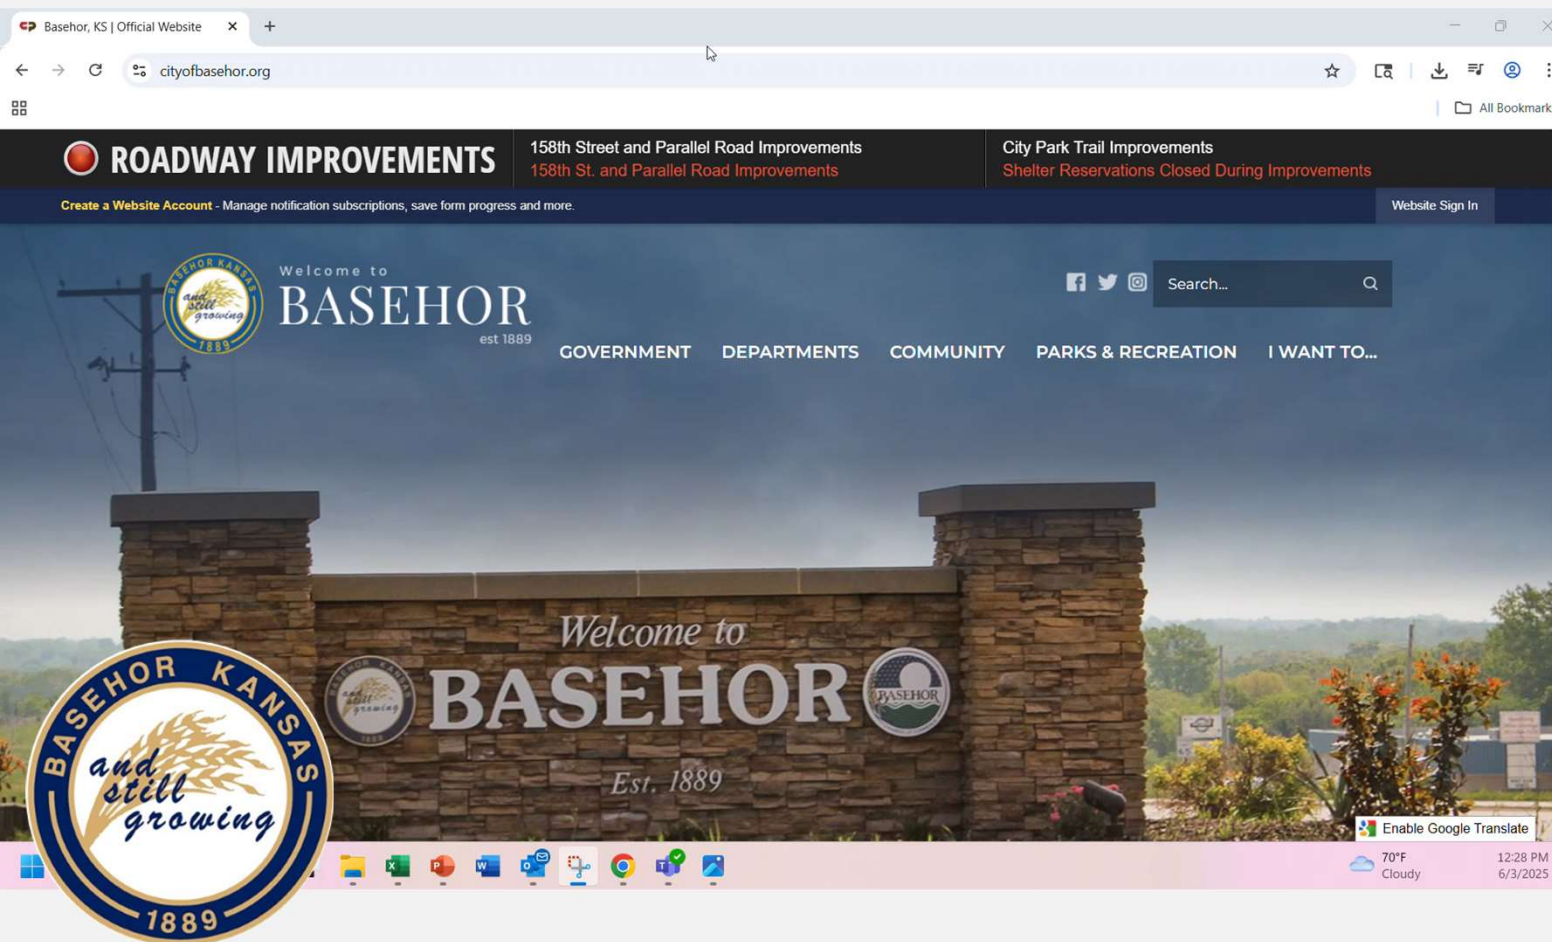 Basehor, KS | Official Website
cityofbasehor.org
All Bookmark
ROADWAY IMPROVEMENTS
158th Street and Parallel Road Improvements
158th St. and Parallel Road Improvements
City Park Trail Improvements
Shelter Reservations Closed During Improvements
Create a Website Account - Manage notification subscriptions, save form progress and more.
Website Sign In
BASEHOR KANSAS
and
still
growing
1889
Welcome to
BASEHOR
est 1889
Search...
GOVERNMENT DEPARTMENTS COMMUNITY PARKS & RECREATION I WANT TO...
Welcome to
BASEHOR
Est. 1889
BASEHOR
BASEHOR KANSAS
and
still
growing
1889
Enable Google Translate
70°F
Cloudy
12:28 PM
6/3/2025